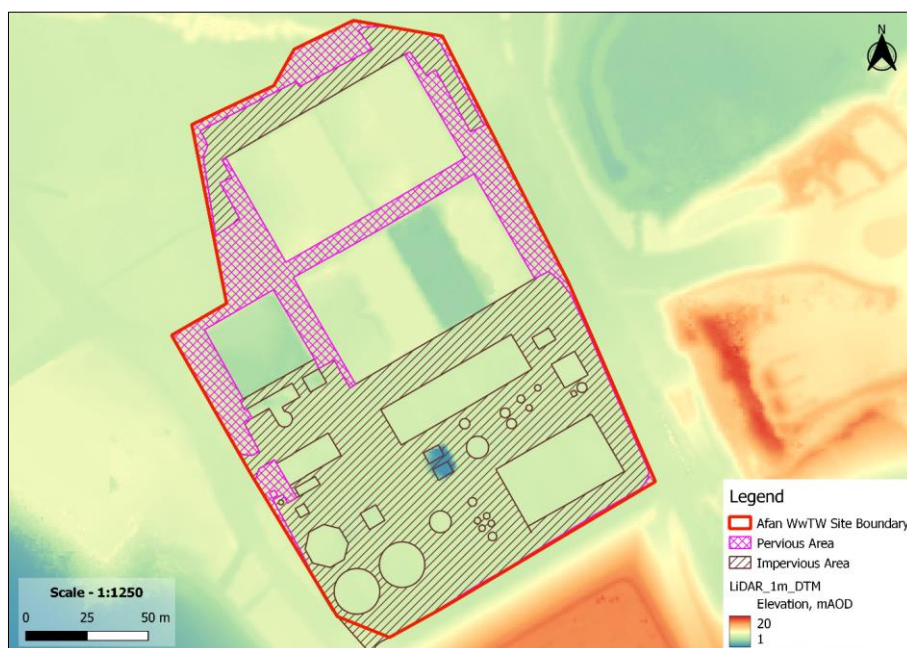 N
Legend
Afan WwTW Site Boundary
Pervious Area
Impervious Area
LiDAR_1m_DTM
Elevation, mAOD
20
1
Scale - 1:1250
0 25 50 m